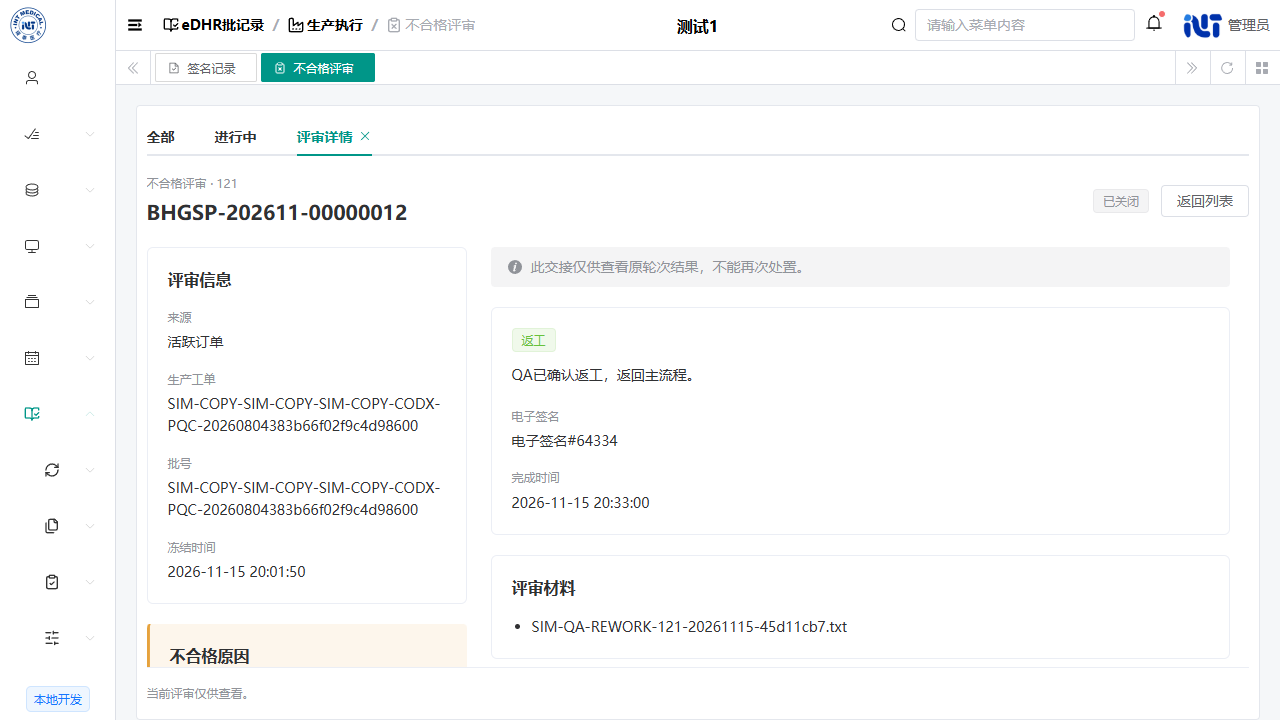 eDHR批记录 / 生产执行 / 不合格评审
测试1
请输入菜单内容
管理员
签名记录
不合格评审
全部
进行中
评审详情
不合格评审 · 121
BHGSP-202611-00000012
已关闭
返回列表
评审信息
来源
活跃订单
生产工单
SIM-COPY-SIM-COPY-SIM-COPY-CODX-
PQC-20260804383b66f02f9c4d98600
批号
SIM-COPY-SIM-COPY-SIM-COPY-CODX-
PQC-20260804383b66f02f9c4d98600
冻结时间
2026-11-15 20:01:50
不合格原因
此交接仅供查看原轮次结果，不能再次处置。
返工
QA已确认返工，返回主流程。
电子签名
电子签名#64334
完成时间
2026-11-15 20:33:00
评审材料
SIM-QA-REWORK-121-20261115-45d11cb7.txt
当前评审仅供查看。
本地开发